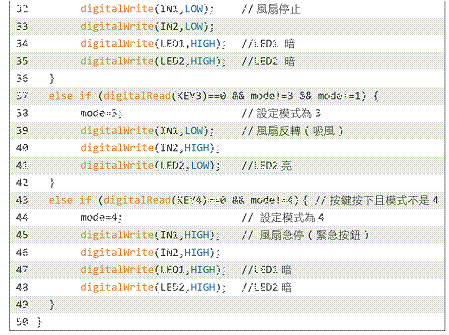 32 digitalWrite(IN1,LOW); //風扇停止
33 digitalWrite(IN2,LOW);
34 digitalWrite(LED1,HIGH); //LED1 暗
35 digitalWrite(LED2,HIGH); //LED2 暗
36 }
37 else if (digitalRead(KEY3)==0 && mode!=3 && mode!=1) {
38 mode=3; // 設定模式為 3
39 digitalWrite(IN1,LOW); // 風扇反轉 ( 吸風 )
40 digitalWrite(IN2,HIGH);
41 digitalWrite(LED2,LOW); //LED2 亮
42 }
43 else if (digitalRead(KEY4)==0 && mode!=4) { // 按鍵按下且模式不是 4
44 mode=4; // 設定模式為 4
45 digitalWrite(IN1,HIGH); // 風扇急停 ( 緊急按鈕 )
46 digitalWrite(IN2,HIGH);
47 digitalWrite(LED1,HIGH); //LED1 暗
48 digitalWrite(LED2,HIGH); //LED2 暗
49 }
50 }